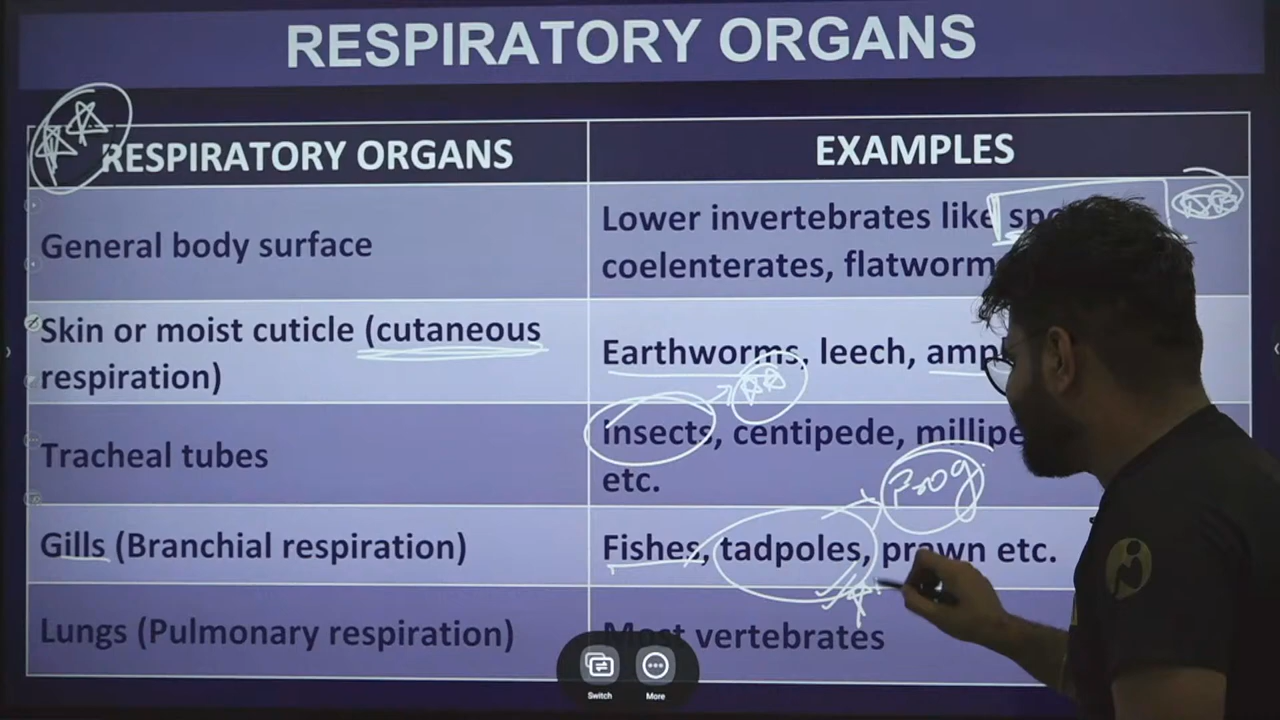 RESPIRATORY ORGANS
RESPIRATORY ORGANS
EXAMPLES
General body surface
Lower invertebrates like
coelenterates, flatworm
Skin or moist cuticle (cutaneous
respiration)
Earthworms, leech, amp
Tracheal tubes
Insects, centipede, millipe
etc.
Frog
Gills (Branchial respiration)
Fishes, tadpoles, prawn etc.
Lungs (Pulmonary respiration)
Most vertebrates
Switch
More